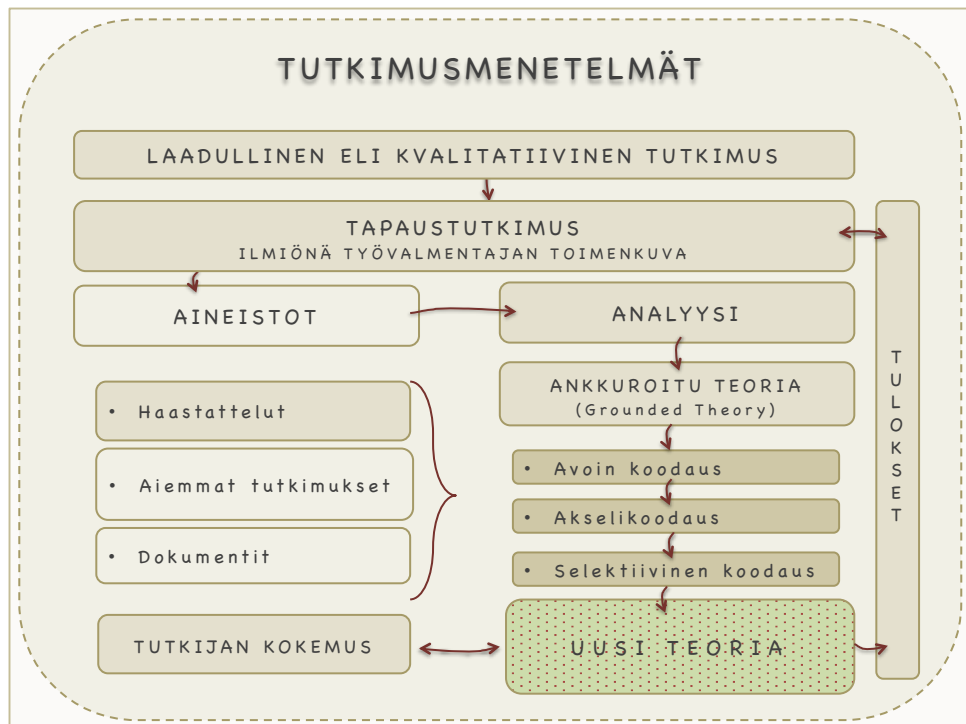 TUTKIMUSMENETELMÄT
LAADULLINEN ELI KVALITATIIVINEN TUTKIMUS
TAPAUSTUTKIMUS
ILMIÖNÄ TYÖVALMENTAJAN TOIMENKUVA
AINEISTOT
• Haastattelut
• Aiemmat tutkimukset
• Dokumentit
TUTKIJAN KOKEMUS
ANALYYSI
ANKKUROITU TEORIA
(Grounded Theory)
• Avoin koodaus
• Akselikoodaus
• Selektiivinen koodaus
UUSI TEORIA
TULOKSET